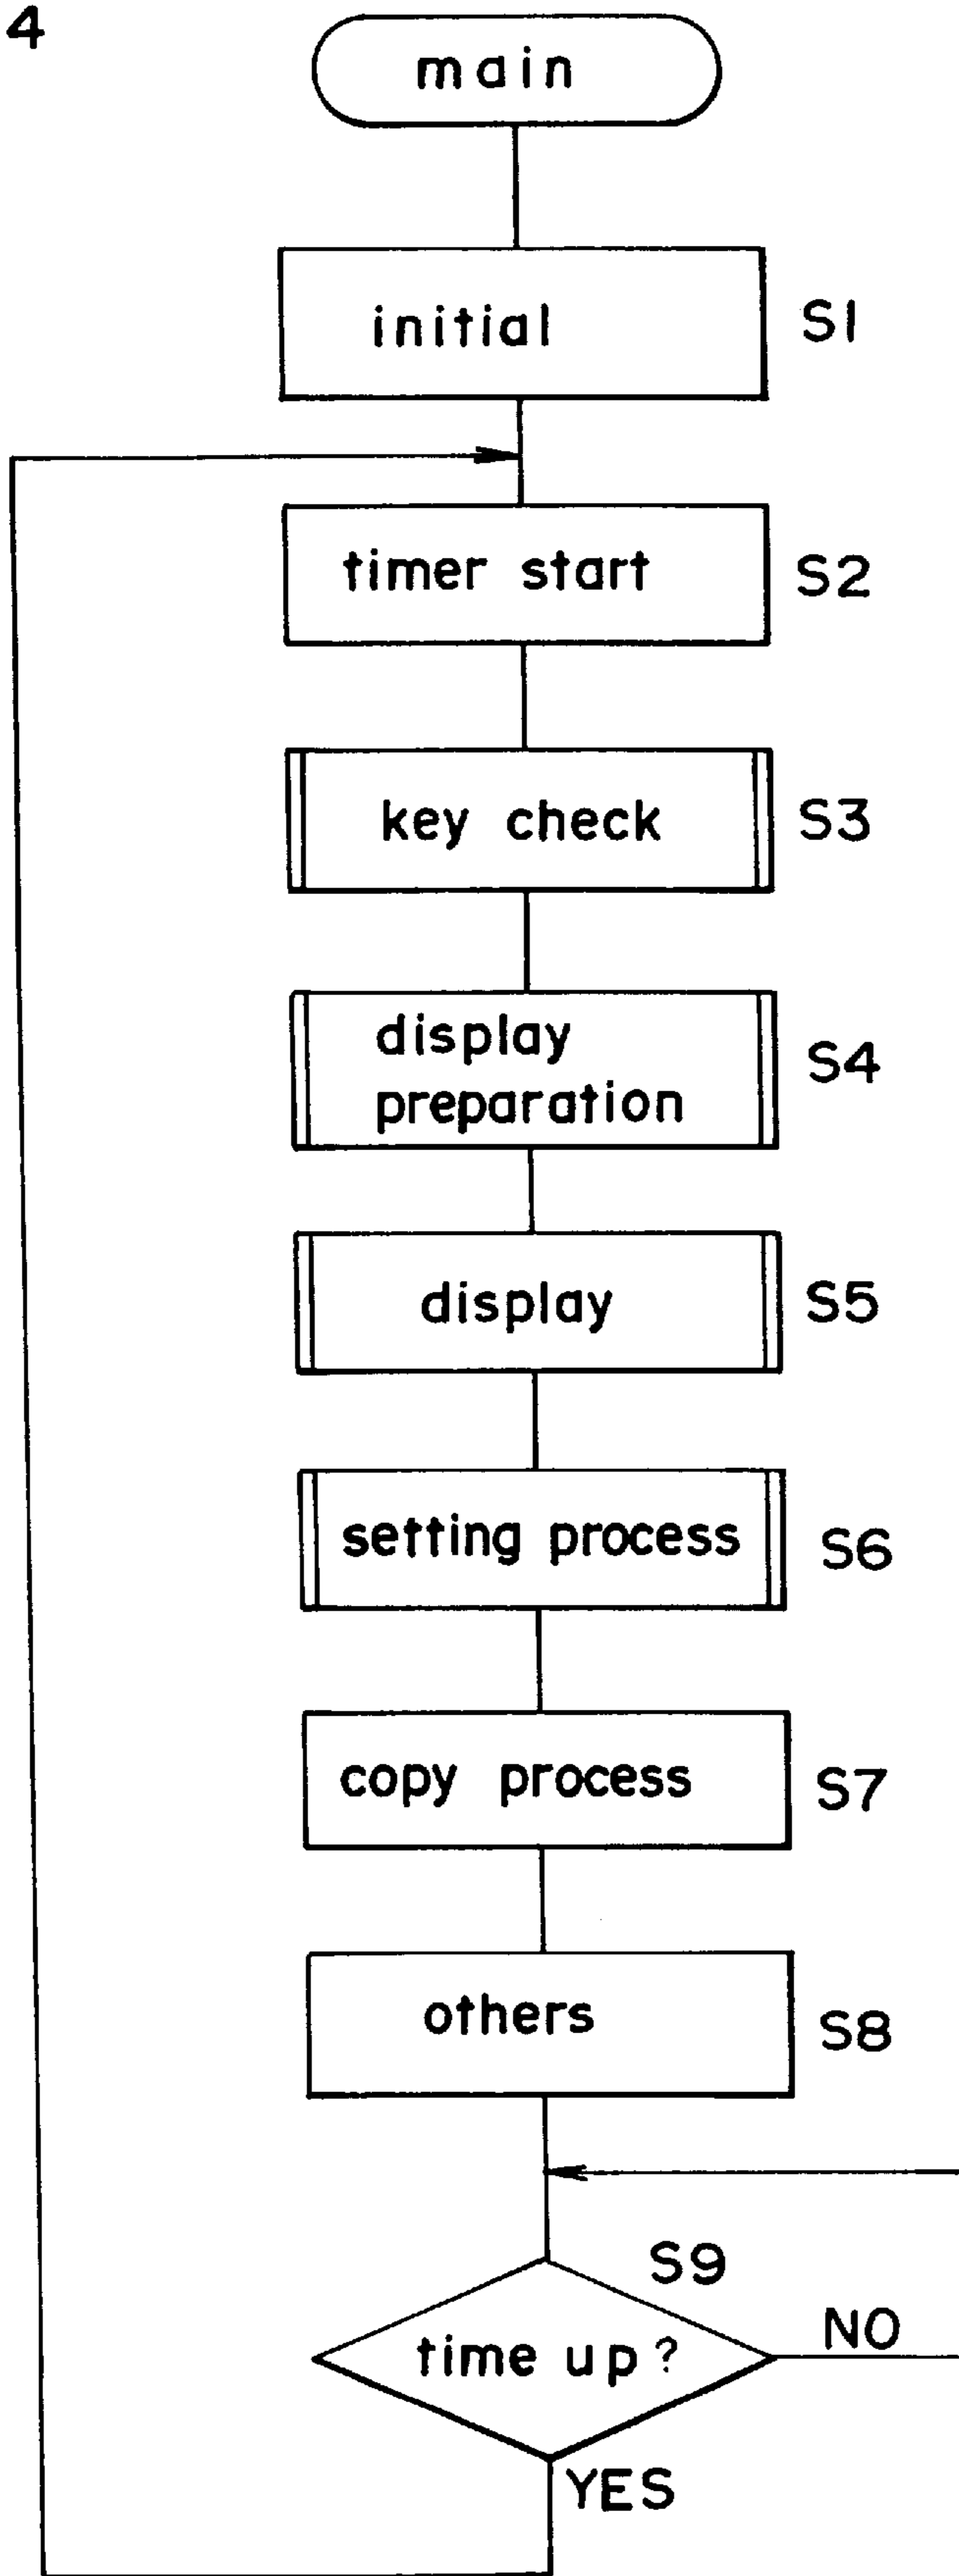 4
main
initial
S1
timer start
S2
key check
S3
display
preparation
S4
display
S5
setting process
S6
copy process
S7
others
S8
S9
time up ?
NO
YES